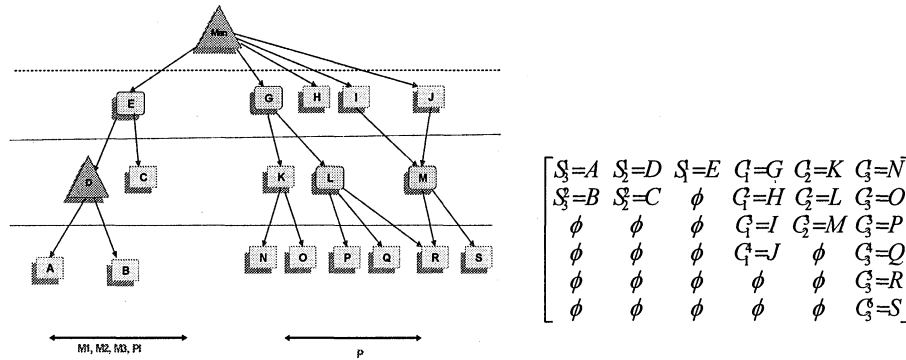 Man
E G H I J
D C K L M
A B N O P Q R S
M1, M2, M3, PI P
S₃¹=A S₂¹=D S₁¹=E C₁¹=G C₂¹=K C₃¹=N
S₃²=B S₂²=C ϕ C₁²=H C₂²=L C₃²=O
ϕ ϕ ϕ C₁³=I C₂³=M C₃³=P
ϕ ϕ ϕ C₁⁴=J ϕ C₃⁴=Q
ϕ ϕ ϕ ϕ ϕ C₃⁵=R
ϕ ϕ ϕ ϕ ϕ C₃⁶=S